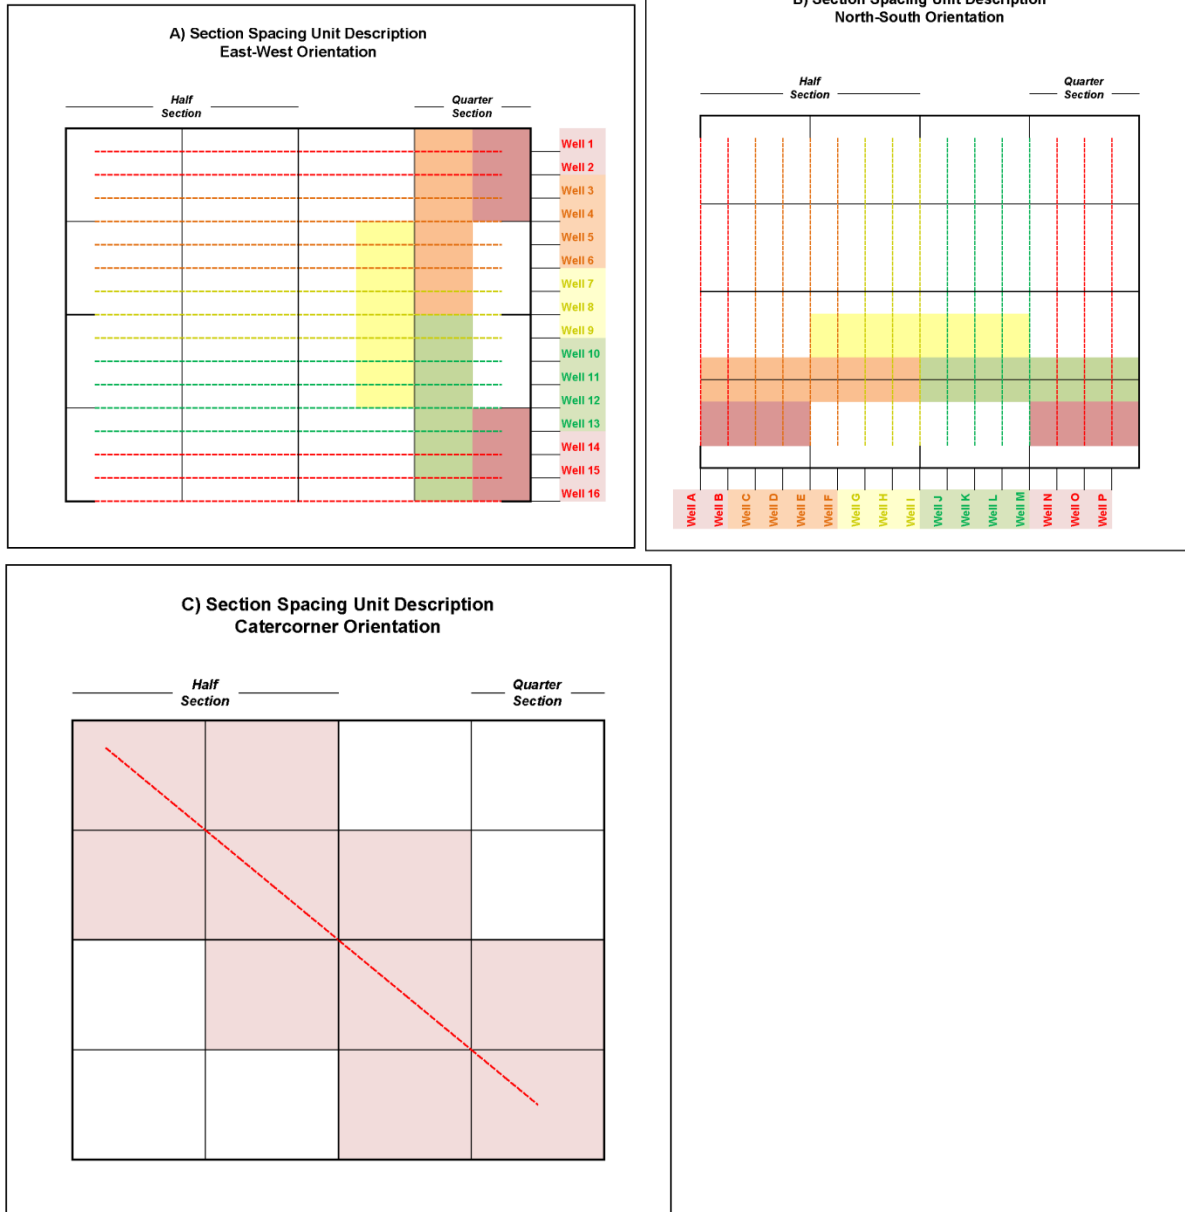 A) Section Spacing Unit Description
East-West Orientation
Half
Section
Quarter
Section
Well 1
Well 2
Well 3
Well 4
Well 5
Well 6
Well 7
Well 8
Well 9
Well 10
Well 11
Well 12
Well 13
Well 14
Well 15
Well 16
B) Section Spacing Unit Description
North-South Orientation
Half
Section
Quarter
Section
Well A
Well B
Well C
Well D
Well E
Well F
Well G
Well H
Well I
Well J
Well K
Well L
Well M
Well N
Well O
Well P
C) Section Spacing Unit Description
Catercorner Orientation
Half
Section
Quarter
Section